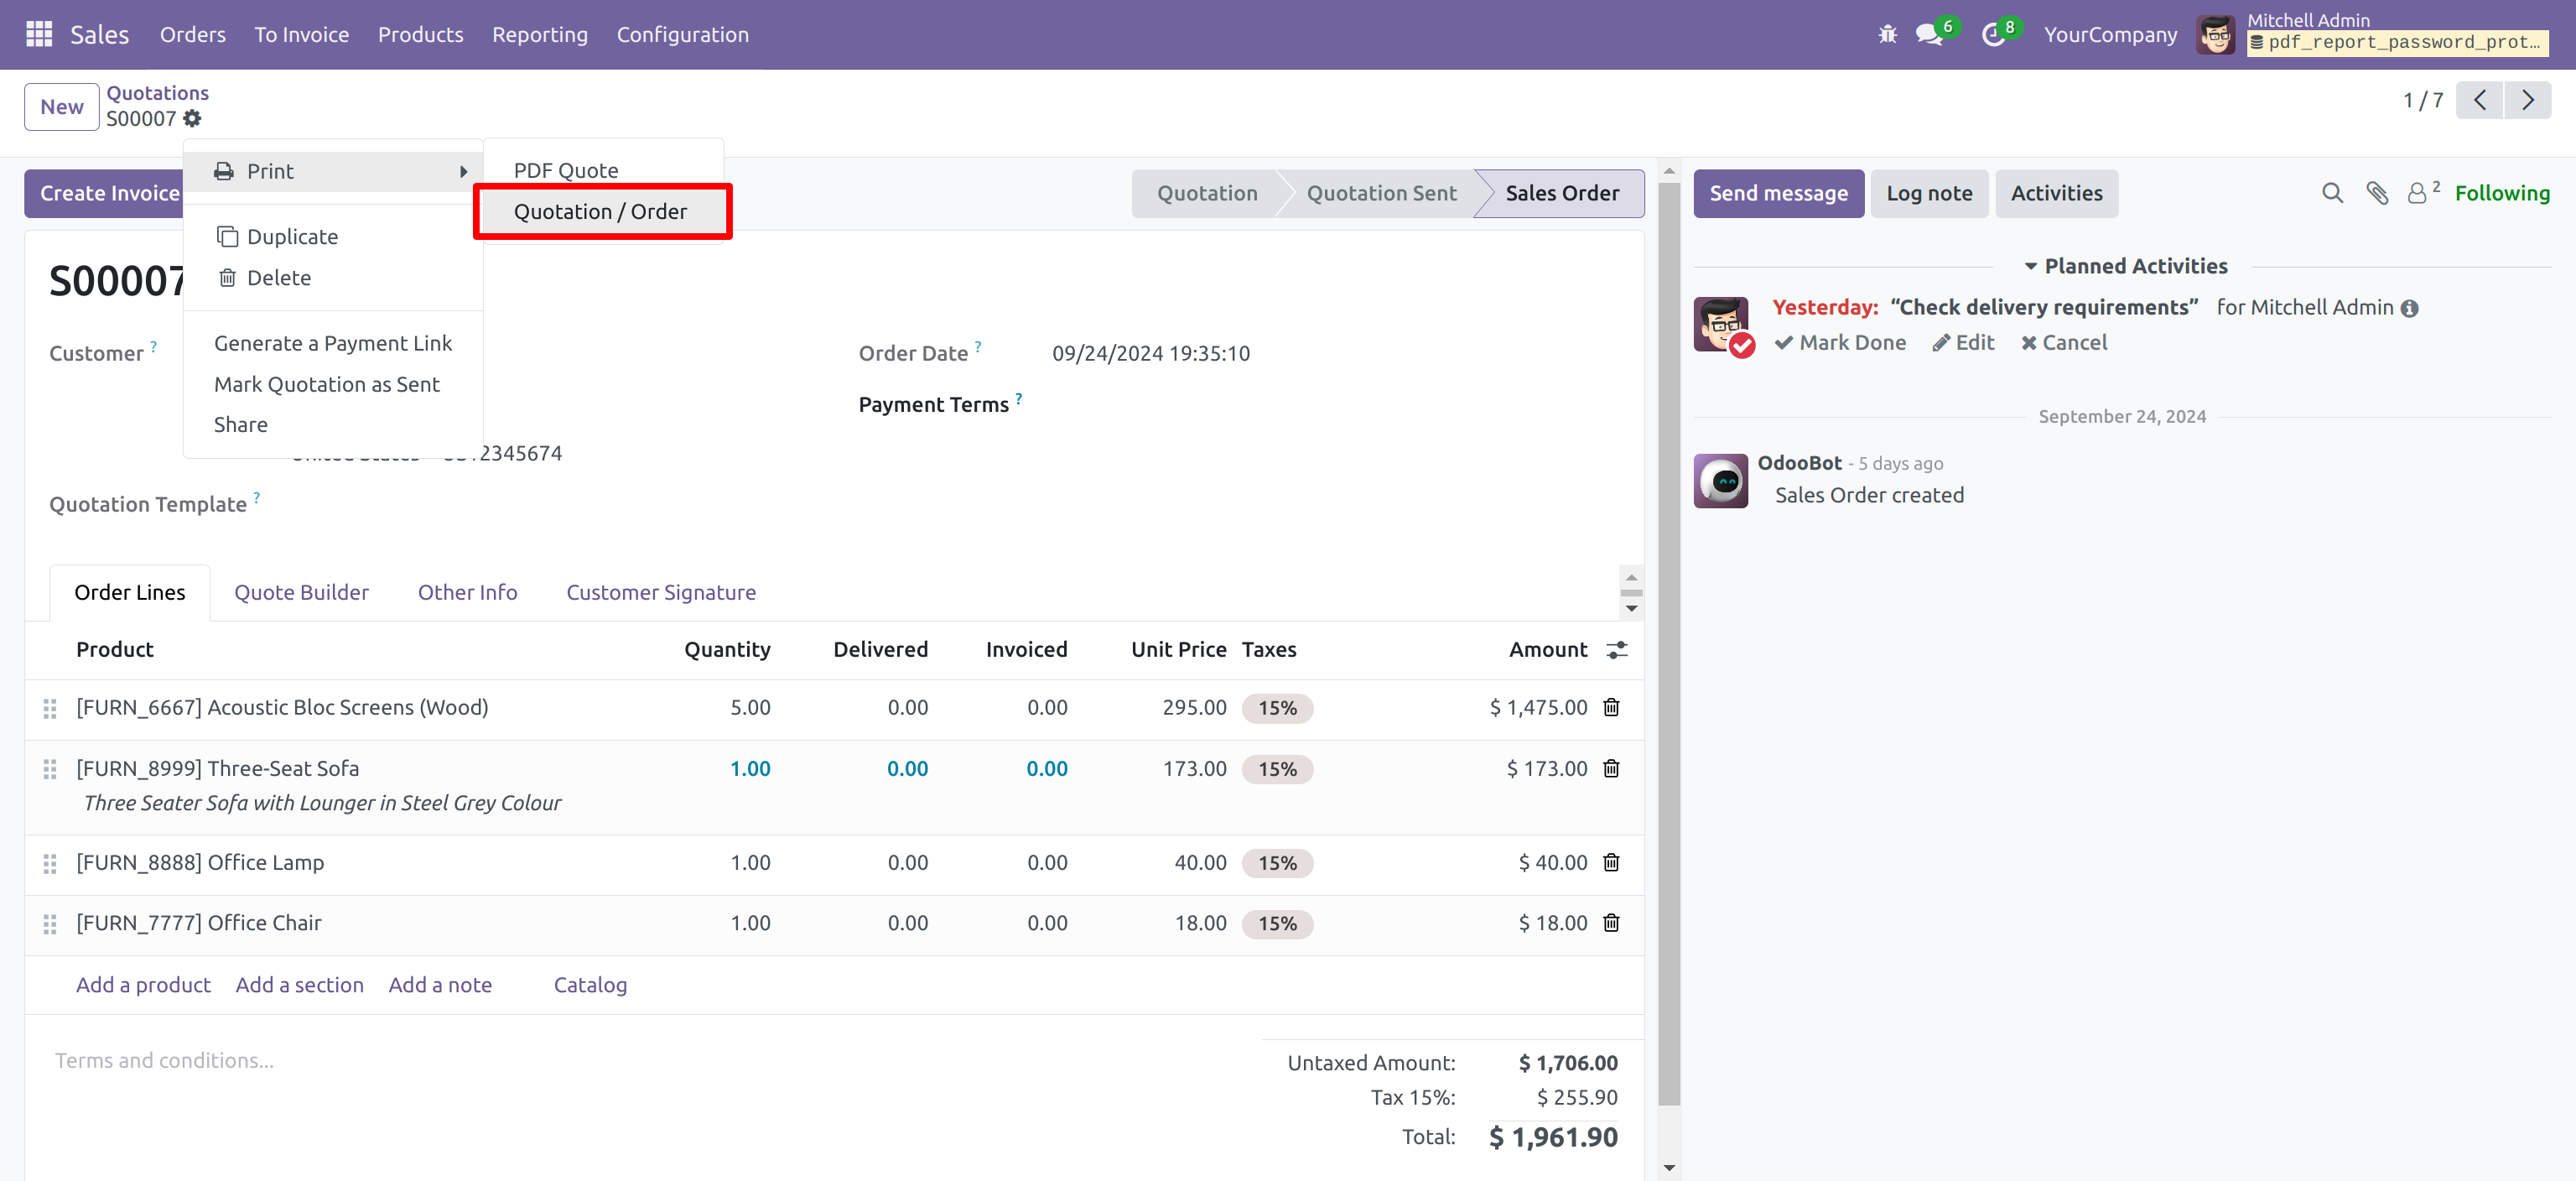 Sales Orders To Invoice Products Reporting Configuration 6 8 YourCompany Mitchell Admin
pdf_report_password_prot...
New Quotations
S00007
1 / 7
Print
PDF Quote
Quotation / Order
Duplicate
Delete
Generate a Payment Link
Mark Quotation as Sent
Share
Create Invoice
Quotation Quotation Sent Sales Order
Send message Log note Activities 2 Following
S00007
Customer ?
Order Date ? 09/24/2024 19:35:10
Payment Terms ?
2345674
Quotation Template ?
Planned Activities
Yesterday: “Check delivery requirements” for Mitchell Admin
Mark Done Edit Cancel
September 24, 2024
OdooBot - 5 days ago
Sales Order created
Order Lines Quote Builder Other Info Customer Signature
Product Quantity Delivered Invoiced Unit Price Taxes Amount
[FURN_6667] Acoustic Bloc Screens (Wood) 5.00 0.00 0.00 295.00 15% $ 1,475.00
[FURN_8999] Three-Seat Sofa 1.00 0.00 0.00 173.00 15% $ 173.00
Three Seater Sofa with Lounger in Steel Grey Colour
[FURN_8888] Office Lamp 1.00 0.00 0.00 40.00 15% $ 40.00
[FURN_7777] Office Chair 1.00 0.00 0.00 18.00 15% $ 18.00
Add a product Add a section Add a note Catalog
Terms and conditions...
Untaxed Amount: $ 1,706.00
Tax 15%: $ 255.90
Total: $ 1,961.90